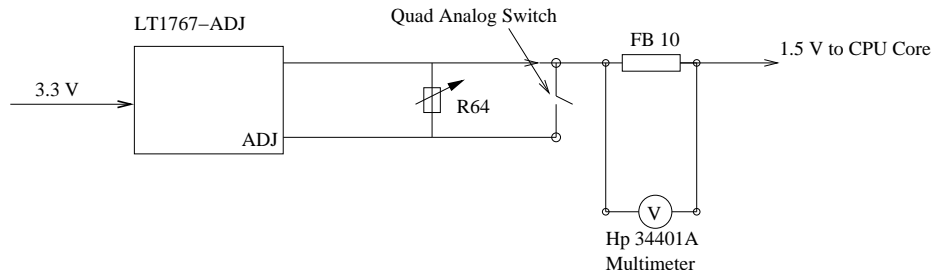 Quad Analog Switch
LT1767−ADJ
FB 10
1.5 V to CPU Core
3.3 V
R64
ADJ
V
Hp 34401A
Multimeter